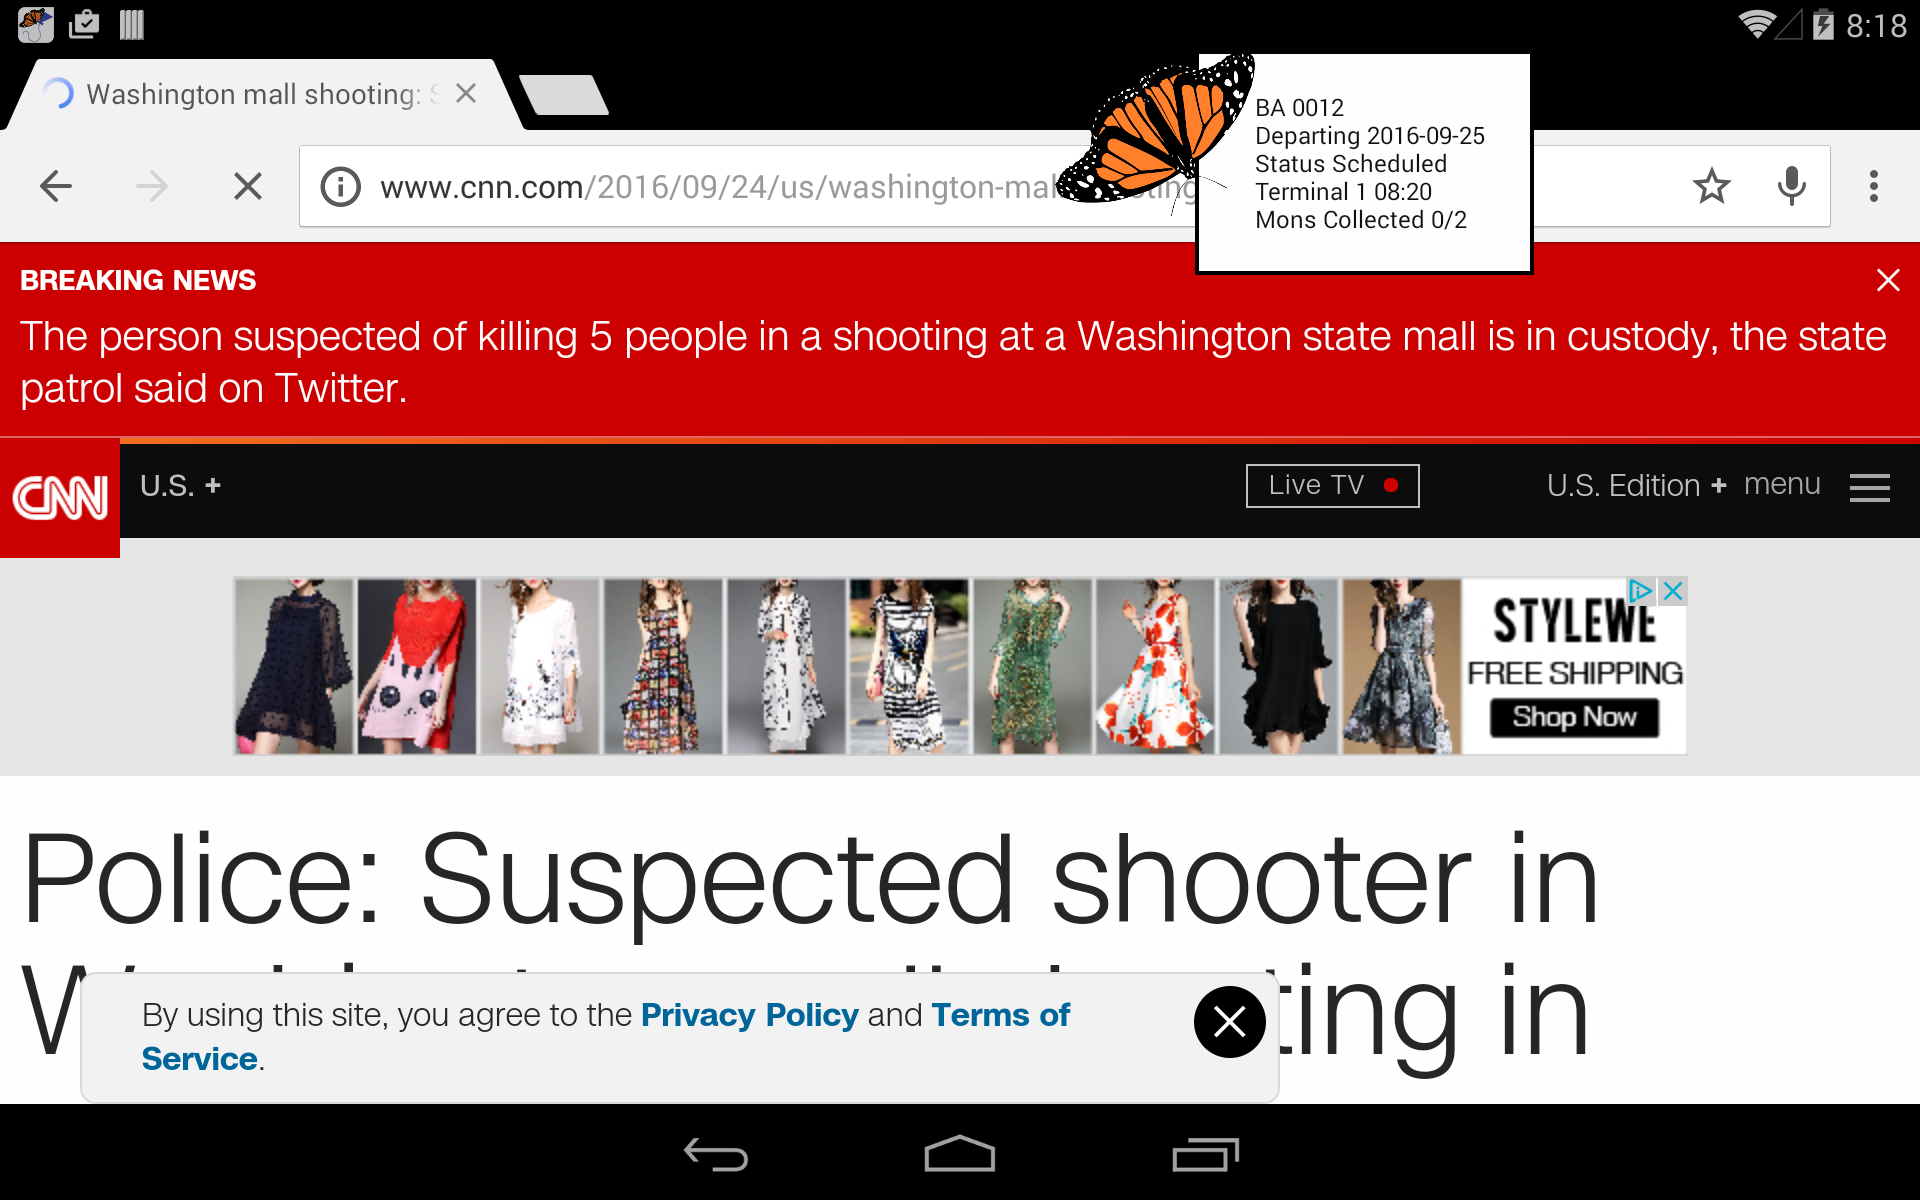 8:18
Washington mall shooting: S
BA 0012
Departing 2016-09-25
Status Scheduled
Terminal 1 08:20
Mons Collected 0/2
www.cnn.com/2016/09/24/us/washington-mal
BREAKING NEWS
The person suspected of killing 5 people in a shooting at a Washington state mall is in custody, the state
patrol said on Twitter.
CNN
U.S. +
Live TV
U.S. Edition +
menu
STYLEWE
FREE SHIPPING
Shop Now
Police: Suspected shooter in
ting in
By using this site, you agree to the Privacy Policy and Terms of
Service.